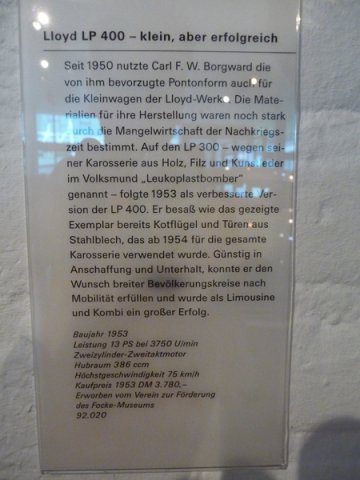 Lloyd LP 400 – klein, aber erfolgreich
Seit 1950 nutzte Carl F. W. Borgward die
von ihm bevorzugte Pontonform auch für
die Kleinwagen der Lloyd-Werke. Die Mate-
rialien für ihre Herstellung waren noch stark
durch die Mangelwirtschaft der Nachkriegs-
zeit bestimmt. Auf den LP 300 – wegen sei-
ner Karosserie aus Holz, Filz und Kunstleder
im Volksmund „Leukoplastbomber“
genannt – folgte 1953 als verbesserte Ver-
sion der LP 400. Er besaß wie das gezeigte
Exemplar bereits Kotflügel und Türen aus
Stahlblech, das ab 1954 für die gesamte
Karosserie verwendet wurde. Günstig in
Anschaffung und Unterhalt, konnte er den
Wunsch breiter Bevölkerungskreise nach
Mobilität erfüllen und wurde als Limousine
und Kombi ein großer Erfolg.
Baujahr 1953
Leistung 13 PS bei 3750 U/min
Zweizylinder-Zweitaktmotor
Hubraum 386 ccm
Höchstgeschwindigkeit 75 km/h
Kaufpreis 1953 DM 3.780,–
Erworben vom Verein zur Förderung
des Focke-Museums
92.020